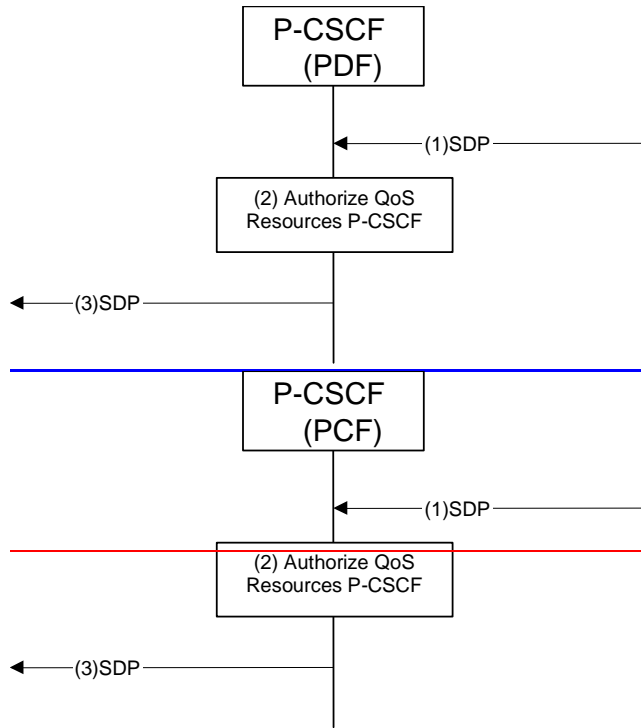 P-CSCF
(PDF)
(1)SDP
(2) Authorize QoS
Resources P-CSCF
(3)SDP
P-CSCF
(PCF)
(1)SDP
(2) Authorize QoS
Resources P-CSCF
(3)SDP